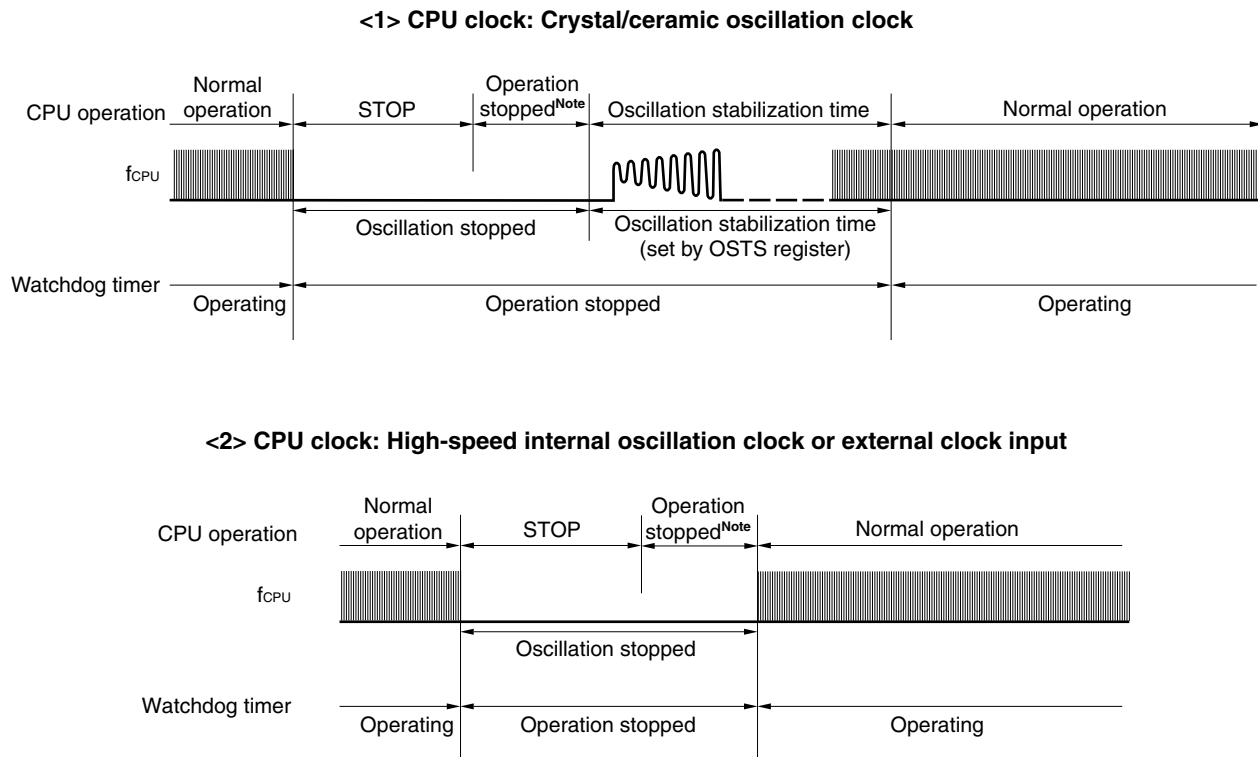 <1> CPU clock: Crystal/ceramic oscillation clock
Normal operation
Operation stoppedNote
CPU operation
STOP
Oscillation stabilization time
Normal operation
fCPU
Oscillation stopped
Oscillation stabilization time
(set by OSTS register)
Watchdog timer
Operating
Operation stopped
Operating
<2> CPU clock: High-speed internal oscillation clock or external clock input
Normal operation
Operation stoppedNote
CPU operation
STOP
Normal operation
fCPU
Oscillation stopped
Watchdog timer
Operating
Operation stopped
Operating